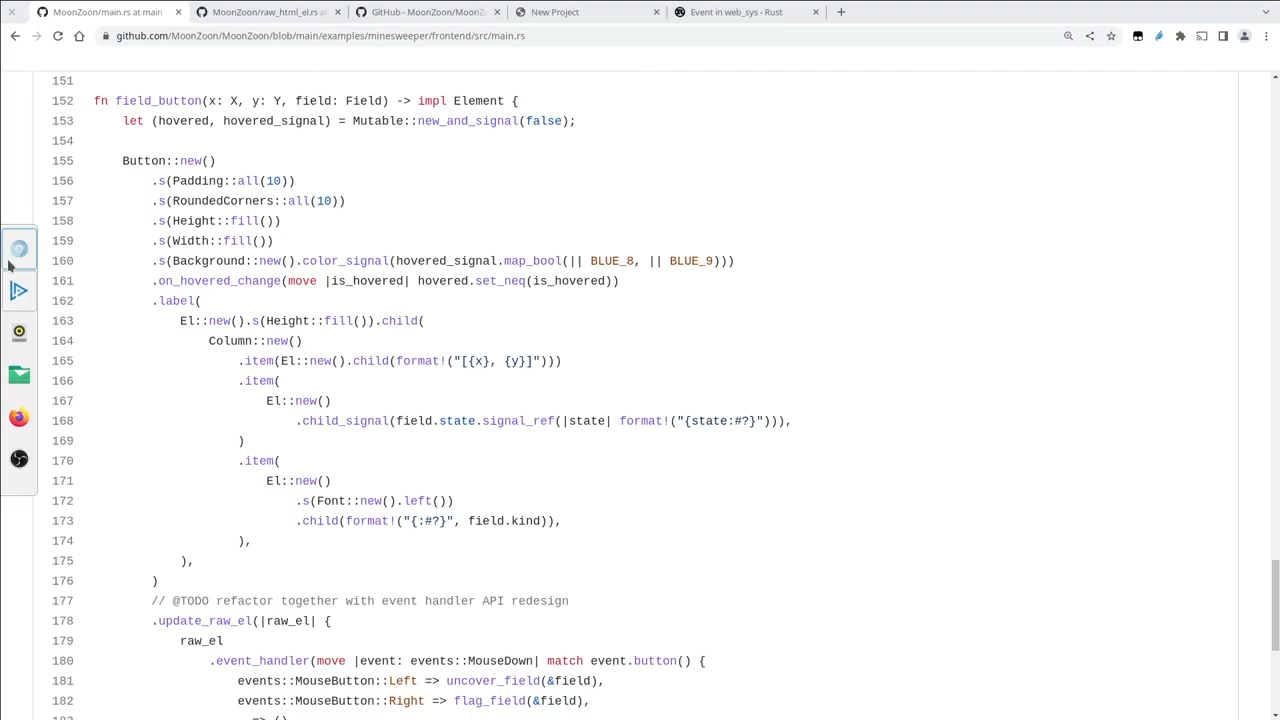 MoonZoon/main.rs at main
MoonZoon/raw_html_el.rs a
GitHub - MoonZoon/MoonZ
New Project
Event in web_sys - Rust
github.com/MoonZoon/MoonZoon/blob/main/examples/minesweeper/frontend/src/main.rs
151
152 fn field_button(x: X, y: Y, field: Field) -> impl Element {
153 let (hovered, hovered_signal) = Mutable::new_and_signal(false);
154
155 Button::new()
156 .s(Padding::all(10))
157 .s(RoundedCorners::all(10))
158 .s(Height::fill())
159 .s(Width::fill())
160 .s(Background::new().color_signal(hovered_signal.map_bool(|| BLUE_8, || BLUE_9)))
161 .on_hovered_change(move |is_hovered| hovered.set_neq(is_hovered))
162 .label(
163 El::new().s(Height::fill()).child(
164 Column::new()
165 .item(El::new().child(format!("[{x}, {y}]")))
166 .item(
167 El::new()
168 .child_signal(field.state.signal_ref(|state| format!("{state:#?}"))),
169 )
170 .item(
171 El::new()
172 .s(Font::new().left())
173 .child(format!("{:#?}", field.kind)),
174 ),
175 ),
176 )
177 // @TODO refactor together with event handler API redesign
178 .update_raw_el(|raw_el| {
179 raw_el
180 .event_handler(move |event: events::MouseDown| match event.button() {
181 events::MouseButton::Left => uncover_field(&field),
182 events::MouseButton::Right => flag_field(&field),
183 _ => ()